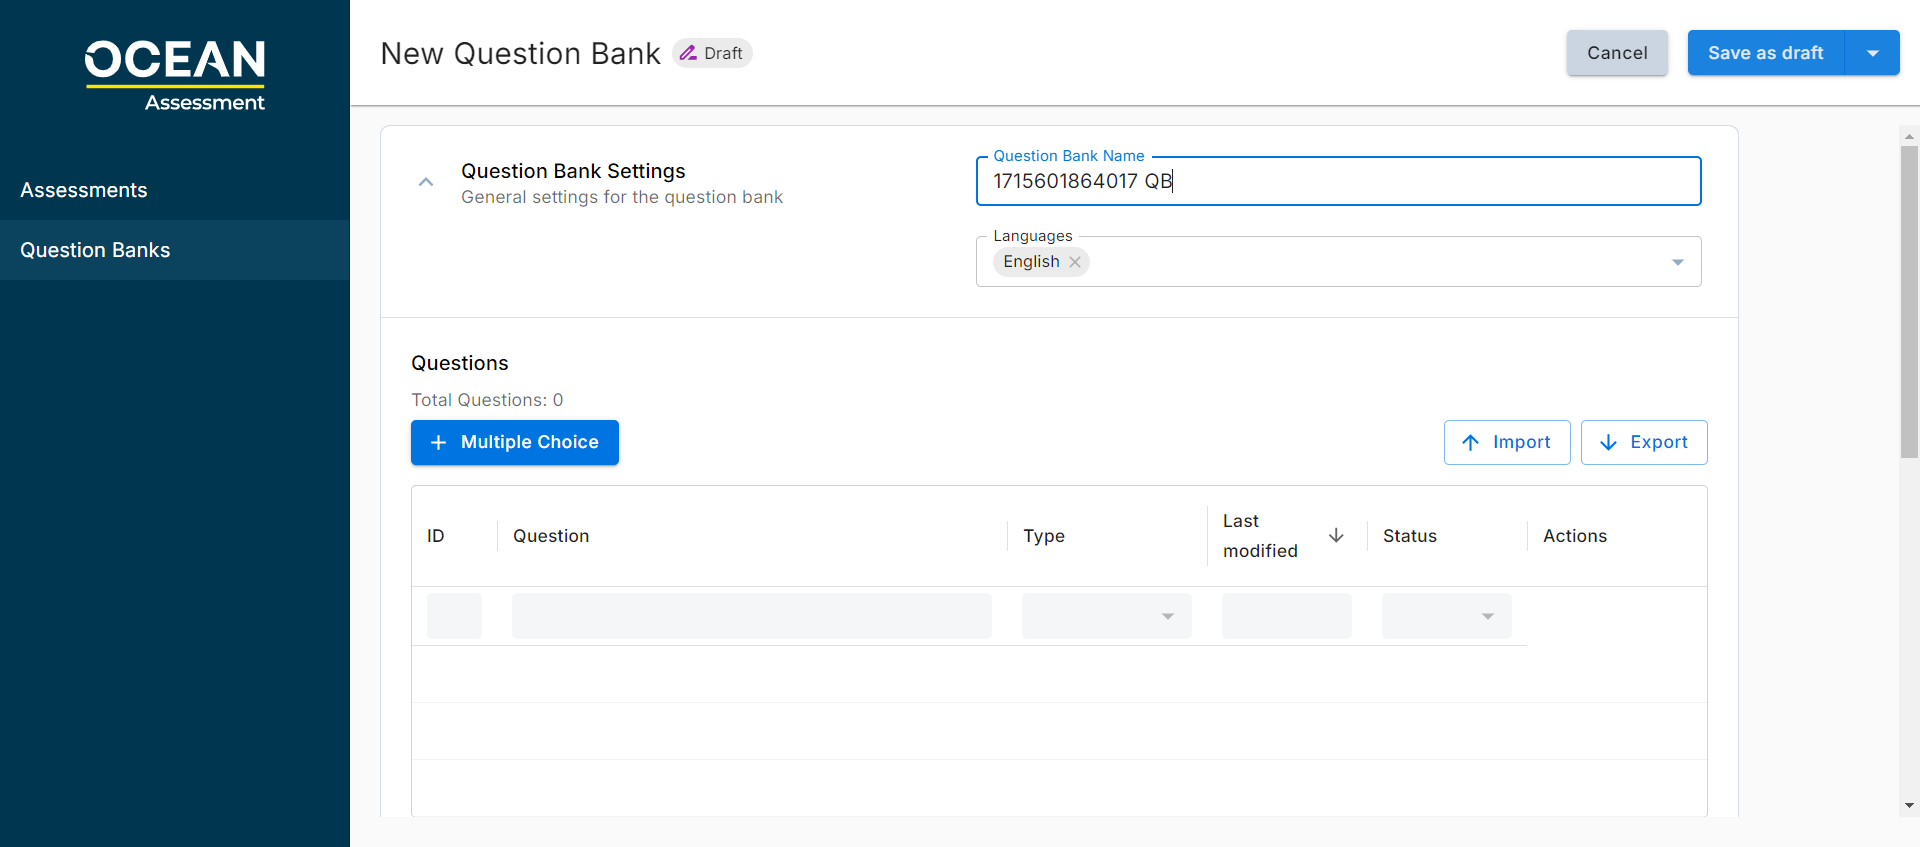 OCEAN
Assessment
Assessments
Question Banks
New Question Bank
Draft
Cancel
Save as draft
Question Bank Settings
General settings for the question bank
Question Bank Name
1715601864017 QB
Languages
English
Questions
Total Questions: 0
Multiple Choice
Import
Export
ID
Question
Type
Last
modified
Status
Actions